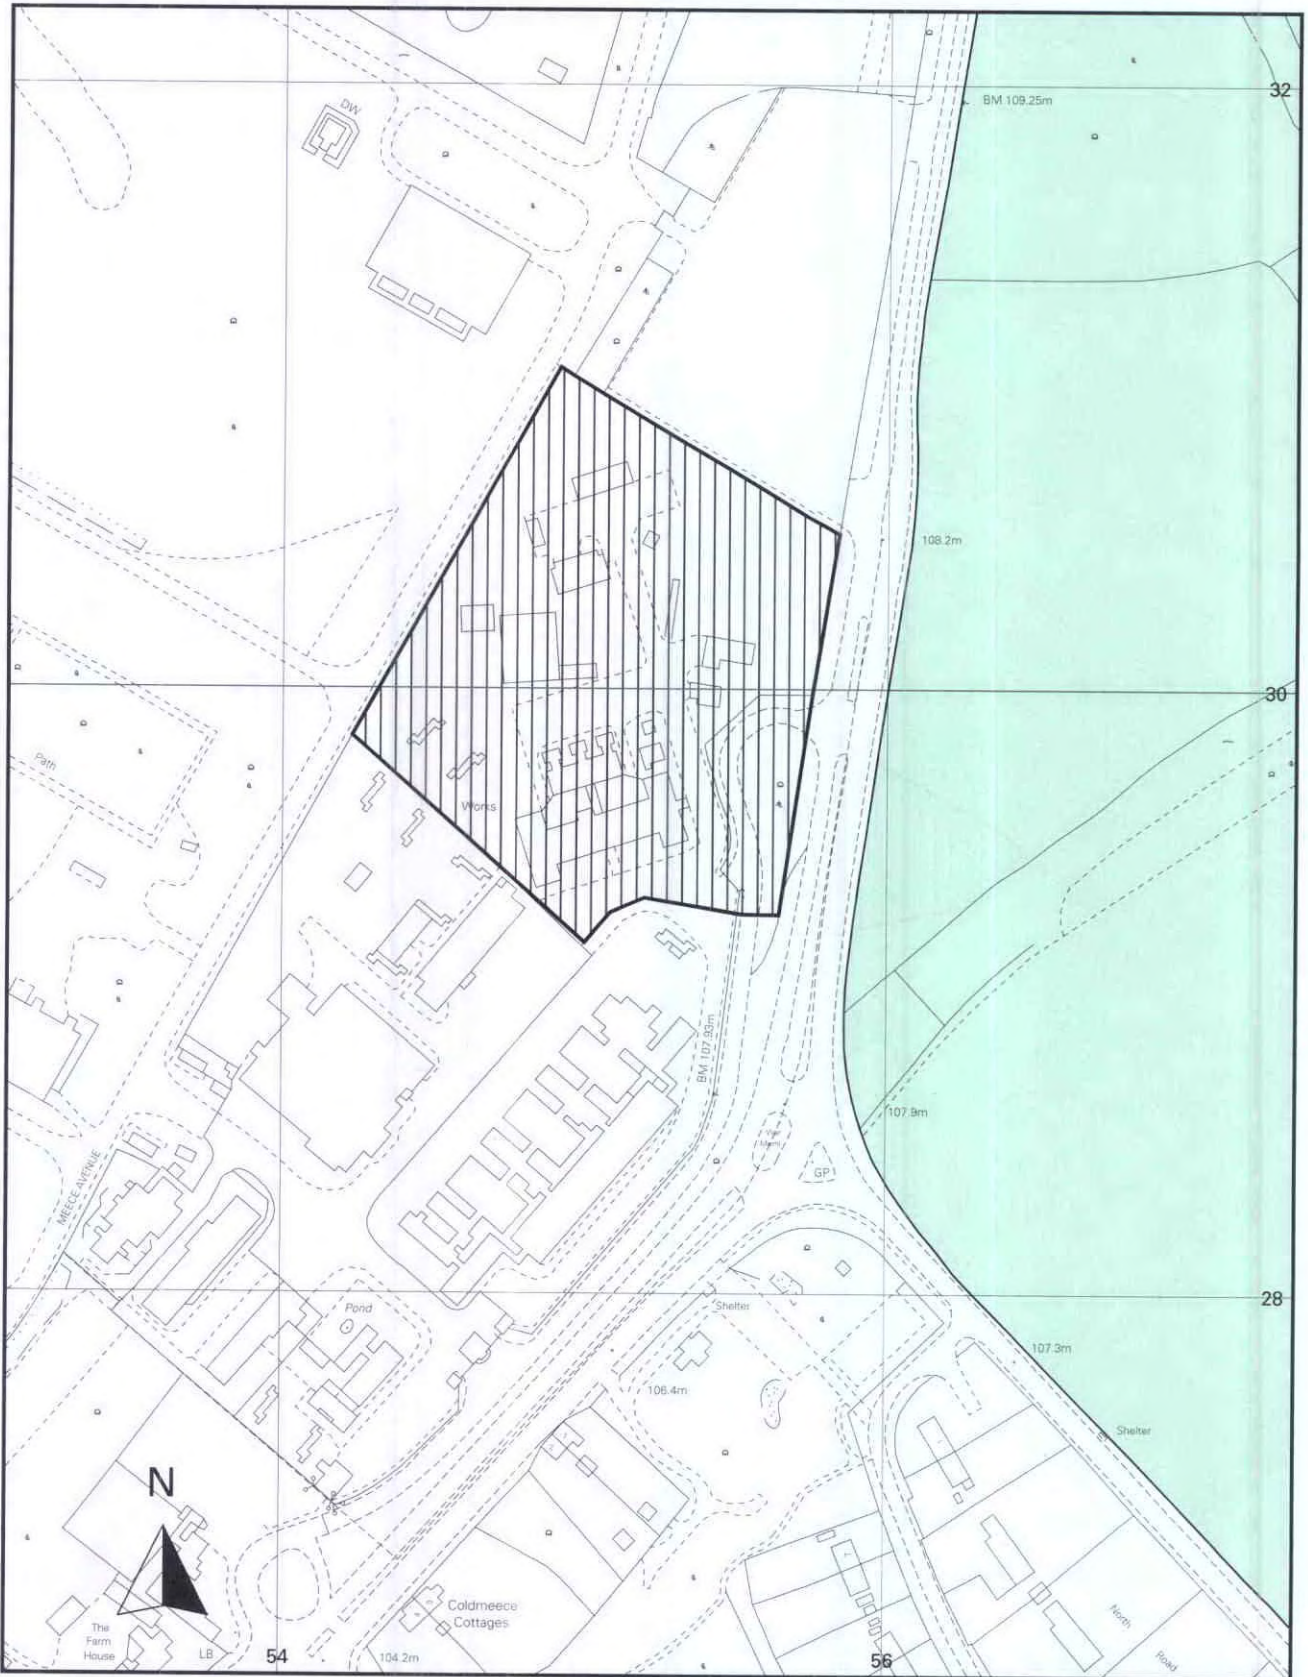 DW
BM 109.25m
32
108.2m
30
Path
Works
BM 107.93m
107.9m
War
Meml
GP
MEECE AVENUE
28
Pond
Shelter
107.3m
106.4m
Shelter
N
Coldmeece
Cottages
North
Road
The
Farm
House
LB
54
104.2m
56